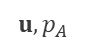 𝐮, 𝑝_𝐴